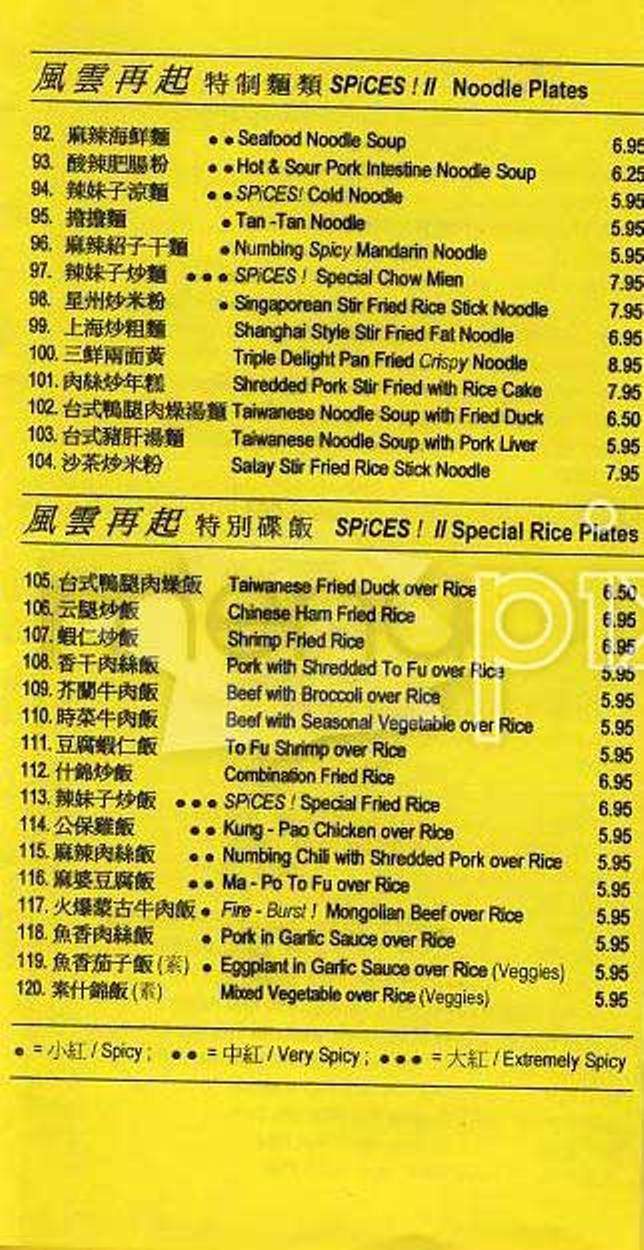 風雲再起 特制麵類 SPiCES ! II Noodle Plates
92. 麻辣海鮮麵 ●● Seafood Noodle Soup 6.95
93. 酸辣肥腸粉 ●● Hot & Sour Pork Intestine Noodle Soup 6.25
94. 辣妹子涼麵 ●● SPiCES! Cold Noodle 5.95
95. 擔擔麵 ● Tan -Tan Noodle 5.95
96. 麻辣紹子干麵 ● Numbing Spicy Mandarin Noodle 5.95
97. 辣妹子炒麵 ●●● SPiCES ! Special Chow Mien 7.95
98. 星州炒米粉 ● Singaporean Stir Fried Rice Stick Noodle 7.95
99. 上海炒粗麵 Shanghai Style Stir Fried Fat Noodle 6.95
100. 三鮮兩面黃 Triple Delight Pan Fried Crispy Noodle 8.95
101. 肉絲炒年糕 Shredded Pork Stir Fried with Rice Cake 7.95
102. 台式鴨腿肉燥湯麵 Taiwanese Noodle Soup with Fried Duck 6.50
103. 台式豬肝湯麵 Taiwanese Noodle Soup with Pork Liver 5.95
104. 沙茶炒米粉 Satay Stir Fried Rice Stick Noodle 7.95
風雲再起 特別碟飯 SPiCES ! II Special Rice Plates
105. 台式鴨腿肉燥飯 Taiwanese Fried Duck over Rice 6.50
106. 云腿炒飯 Chinese Ham Fried Rice 6.95
107. 蝦仁炒飯 Shrimp Fried Rice 6.95
108. 香干肉絲飯 Pork with Shredded To Fu over Rice 5.95
109. 芥蘭牛肉飯 Beef with Broccoli over Rice 5.95
110. 時菜牛肉飯 Beef with Seasonal Vegetable over Rice 5.95
111. 豆腐蝦仁飯 To Fu Shrimp over Rice 5.95
112. 什錦炒飯 Combination Fried Rice 6.95
113. 辣妹子炒飯 ●●● SPiCES ! Special Fried Rice 6.95
114. 公保雞飯 ●● Kung - Pao Chicken over Rice 5.95
115. 麻辣肉絲飯 ●● Numbing Chili with Shredded Pork over Rice 5.95
116. 麻婆豆腐飯 ●● Ma - Po To Fu over Rice 5.95
117. 火爆蒙古牛肉飯 ● Fire - Burst ! Mongolian Beef over Rice 5.95
118. 魚香肉絲飯 ● Pork in Garlic Sauce over Rice 5.95
119. 魚香茄子飯 (素) ● Eggplant in Garlic Sauce over Rice (Veggies) 5.95
120. 素什錦飯 (素) Mixed Vegetable over Rice (Veggies) 5.95
● = 小紅 / Spicy ; ●● = 中紅 / Very Spicy ; ●●● = 大紅 / Extremely Spicy